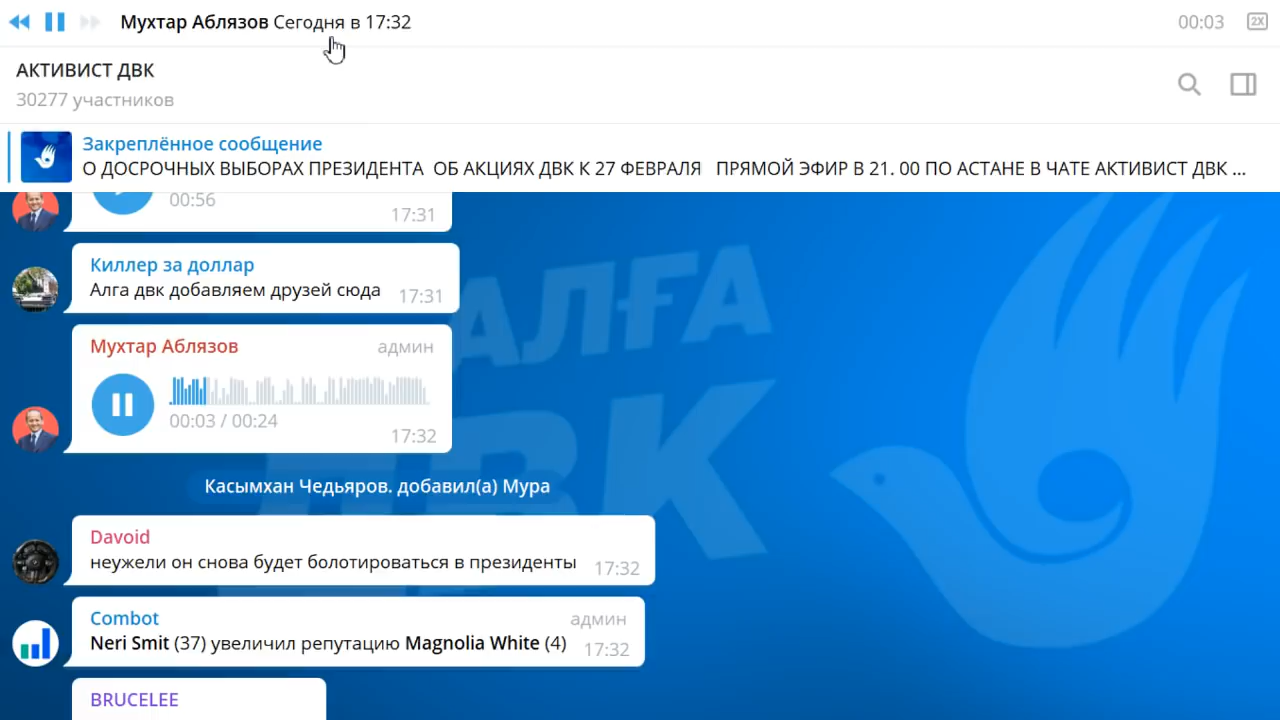 Мухтар Аблязов Сегодня в 17:32
00:03
2X
АКТИВИСТ ДВК
30277 участников
Закреплённое сообщение
О ДОСРОЧНЫХ ВЫБОРАХ ПРЕЗИДЕНТА ОБ АКЦИЯХ ДВК К 27 ФЕВРАЛЯ ПРЯМОЙ ЭФИР В 21. 00 ПО АСТАНЕ В ЧАТЕ АКТИВИСТ ДВК ...
00:56
17:31
Киллер за доллар
Алга двк добавляем друзей сюда 17:31
Мухтар Аблязов админ
00:03 / 00:24
17:32
АЛҒА
ДВК
Касымхан Чедьяров. добавил(а) Мура
Davoid
неужели он снова будет болотироваться в президенты 17:32
Combot админ
Neri Smit (37) увеличил репутацию Magnolia White (4) 17:32
BRUCELEE